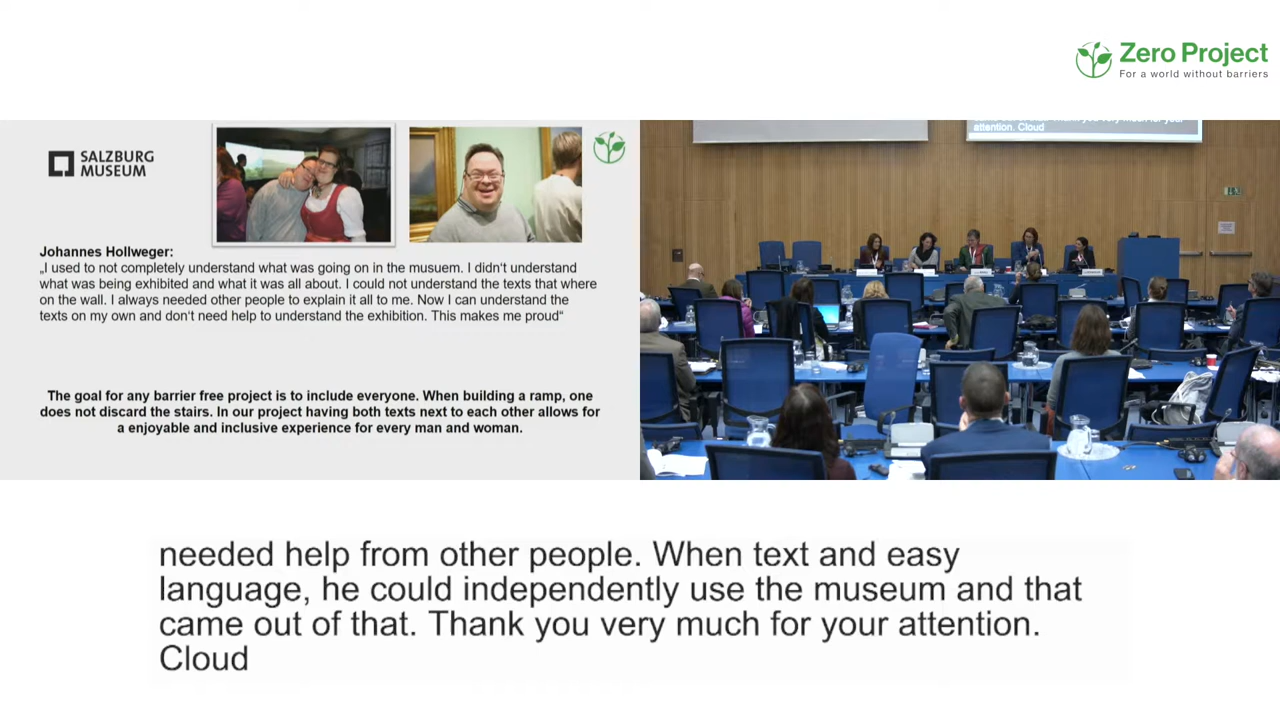 Zero Project
For a world without barriers
SALZBURG
MUSEUM
Johannes Hollweger:
„I used to not completely understand what was going on in the musuem. I didn't understand
what was being exhibited and what it was all about. I could not understand the texts that where
on the wall. I always needed other people to explain it all to me. Now I can understand the
texts on my own and don't need help to understand the exhibition. This makes me proud“
The goal for any barrier free project is to include everyone. When building a ramp, one
does not discard the stairs. In our project having both texts next to each other allows for
a enjoyable and inclusive experience for every man and woman.
attention. Cloud
needed help from other people. When text and easy
language, he could independently use the museum and that
came out of that. Thank you very much for your attention.
Cloud